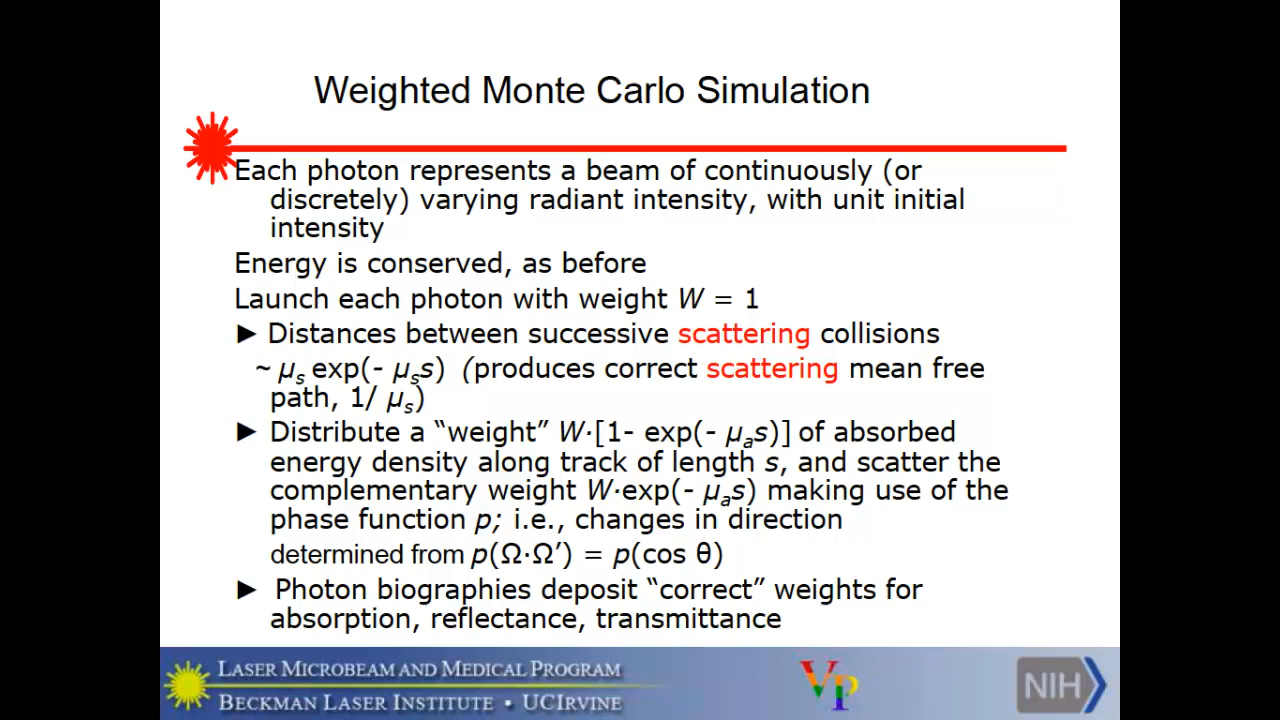 Weighted Monte Carlo Simulation
Each photon represents a beam of continuously (or
discretely) varying radiant intensity, with unit initial
intensity
Energy is conserved, as before
Launch each photon with weight W = 1
► Distances between successive scattering collisions
~ μs exp(- μss) (produces correct scattering mean free
path, 1/ μs)
► Distribute a “weight” W·[1- exp(- μas)] of absorbed
energy density along track of length s, and scatter the
complementary weight W·exp(- μas) making use of the
phase function p; i.e., changes in direction
determined from p(Ω·Ω’) = p(cos θ)
► Photon biographies deposit “correct” weights for
absorption, reflectance, transmittance
LASER MICROBEAM AND MEDICAL PROGRAM
BECKMAN LASER INSTITUTE • UCIRVINE
VP
NIH